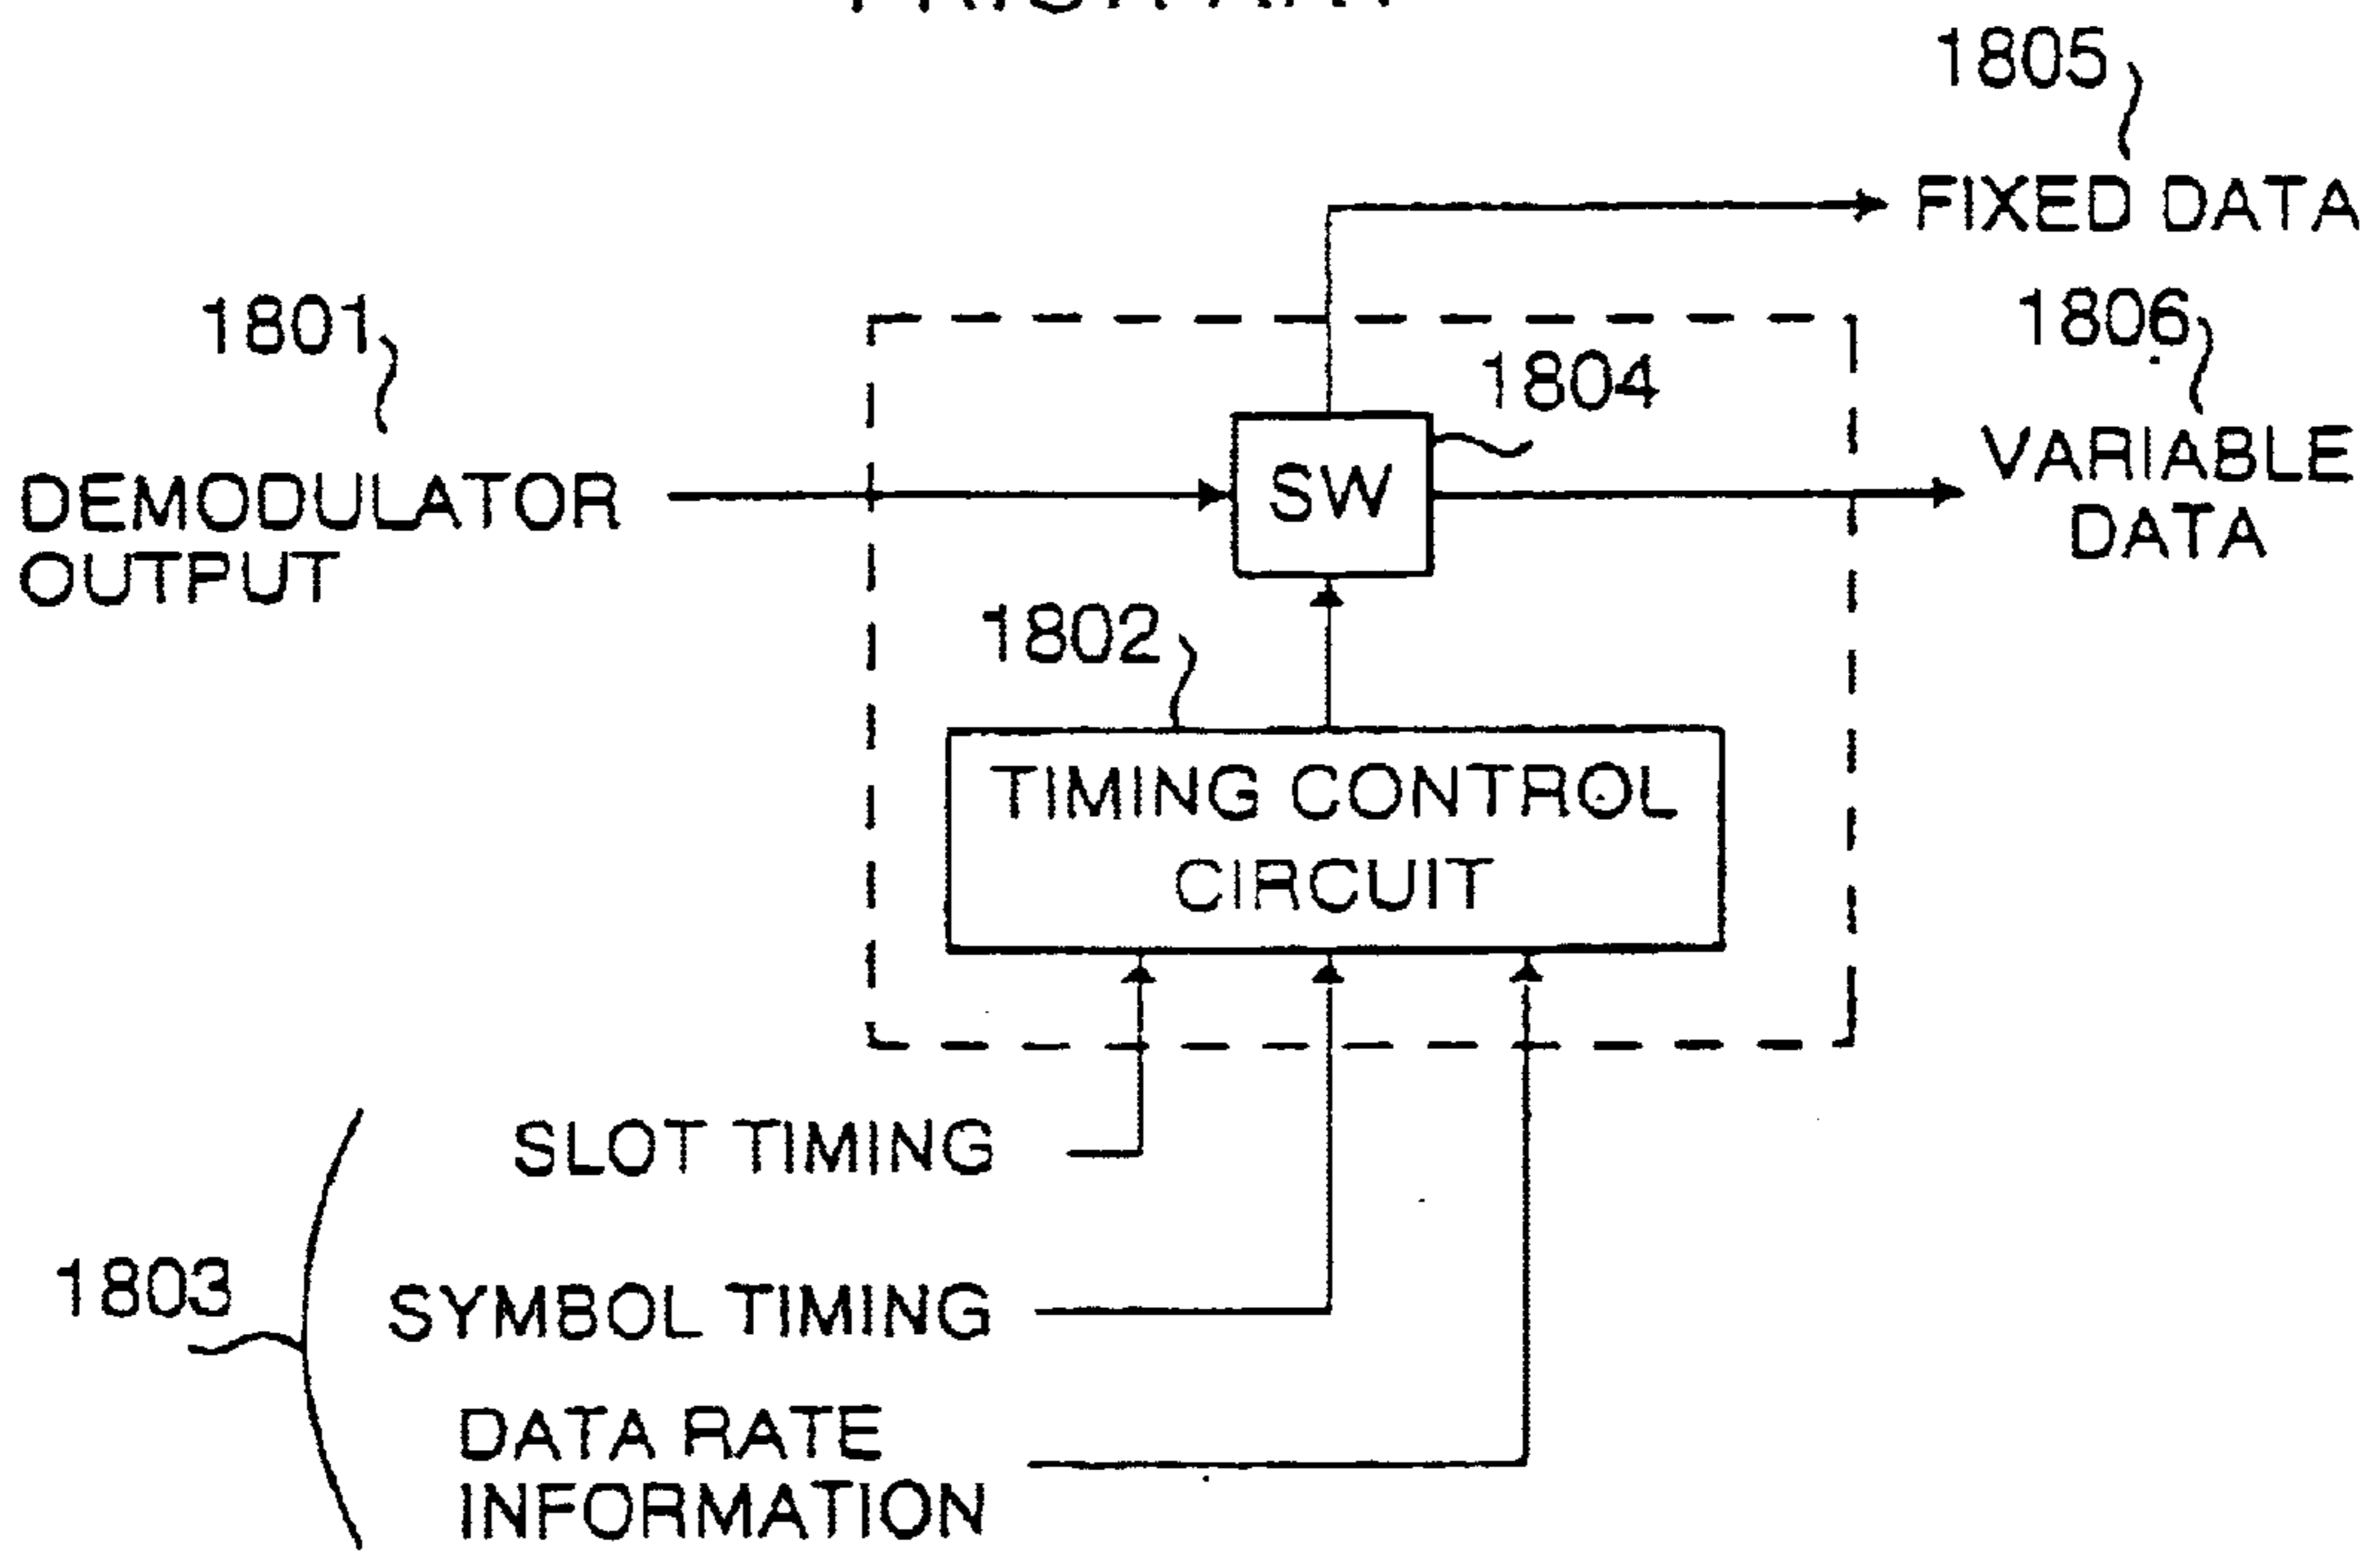 1805
FIXED DATA
1801
1806
1804
DEMODULATOR
OUTPUT
SW
VARIABLE
DATA
1802
TIMING CONTROL
CIRCUIT
SLOT TIMING
1803
SYMBOL TIMING
DATA RATE
INFORMATION